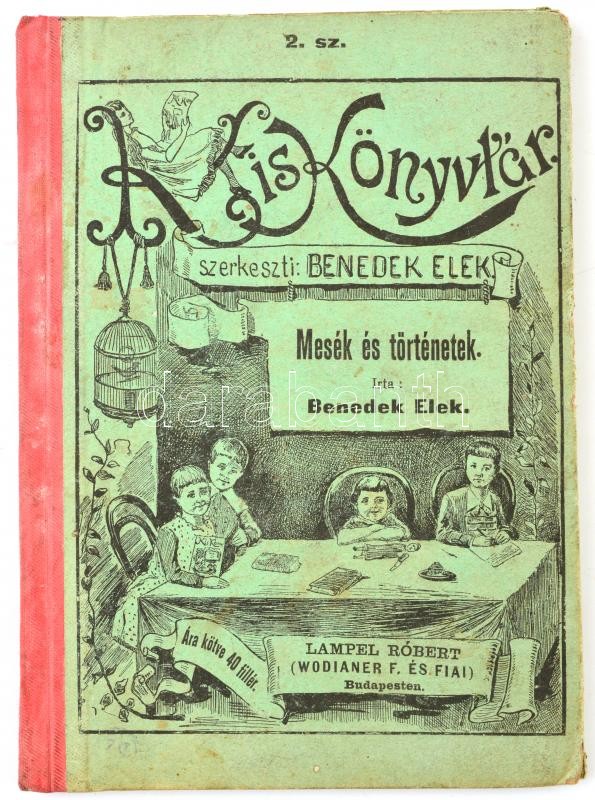 2. sz.
Kis Könyvtár.
szerkeszti: BENEDEK ELEK
Mesék és történetek.
Irta:
Benedek Elek.
darabanth
Ára kötve 40 fillér.
LAMPEL RÓBERT
(WODIANER F. ÉS FIAI)
Budapesten.